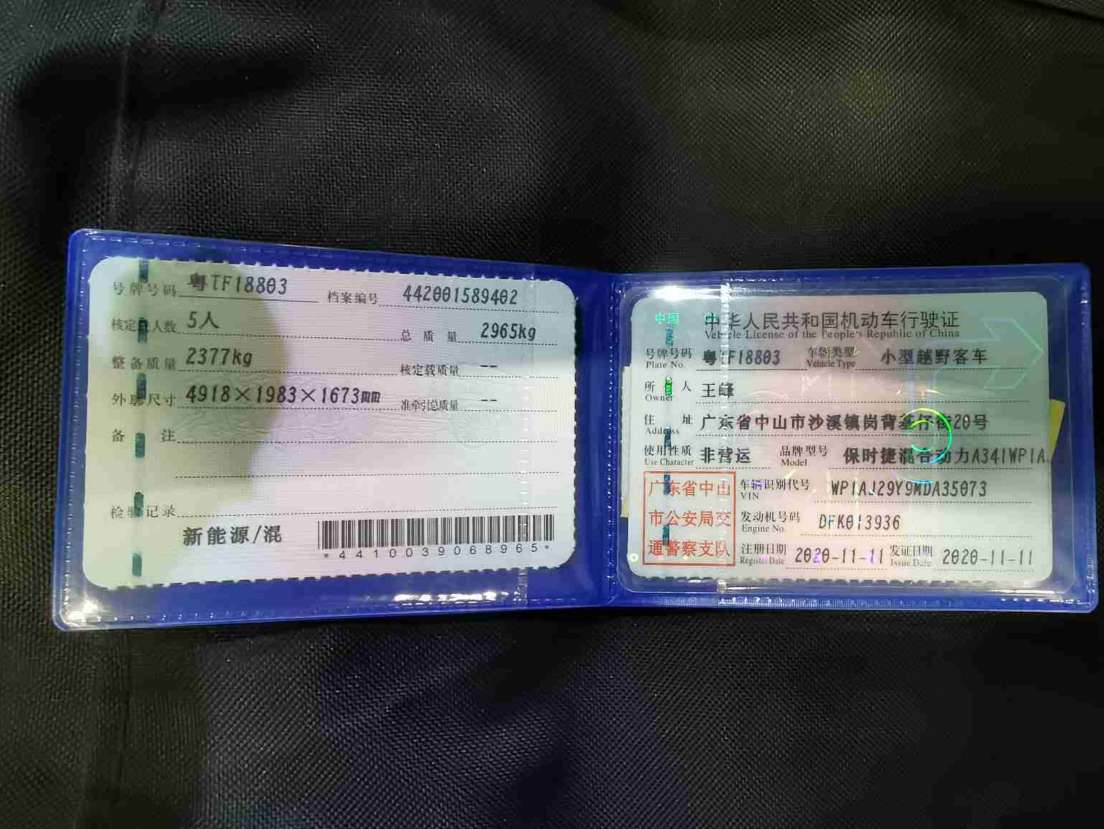 号牌号码 粤TF18803 档案编号 442001589402
核定人数 5人 总质量 2965kg
整备质量 2377kg 核定载质量 --
外廓尺寸 4918×1983×1673mm 准牵引总质量 --
备注
检验记录
新能源/混
*4410039068965*
中国 中华人民共和国机动车行驶证
Vehicle License of the People's Republic of China
号牌号码 粤TF18803 车辆类型 小型越野客车
Plate No. Vehicle Type
所有人 王峰
Owner
住址 广东省中山市沙溪镇岗背基仔街20号
Address
使用性质 非营运 品牌型号 保时捷混合动力
Use Character Model
广东省中山
市公安局交
通警察支队
车辆识别代号 WP1AJ29Y9MDA35073
VIN
发动机号码 DFK013936
Engine No.
注册日期 2020-11-11 发证日期 2020-11-11
Register Date Issue Date